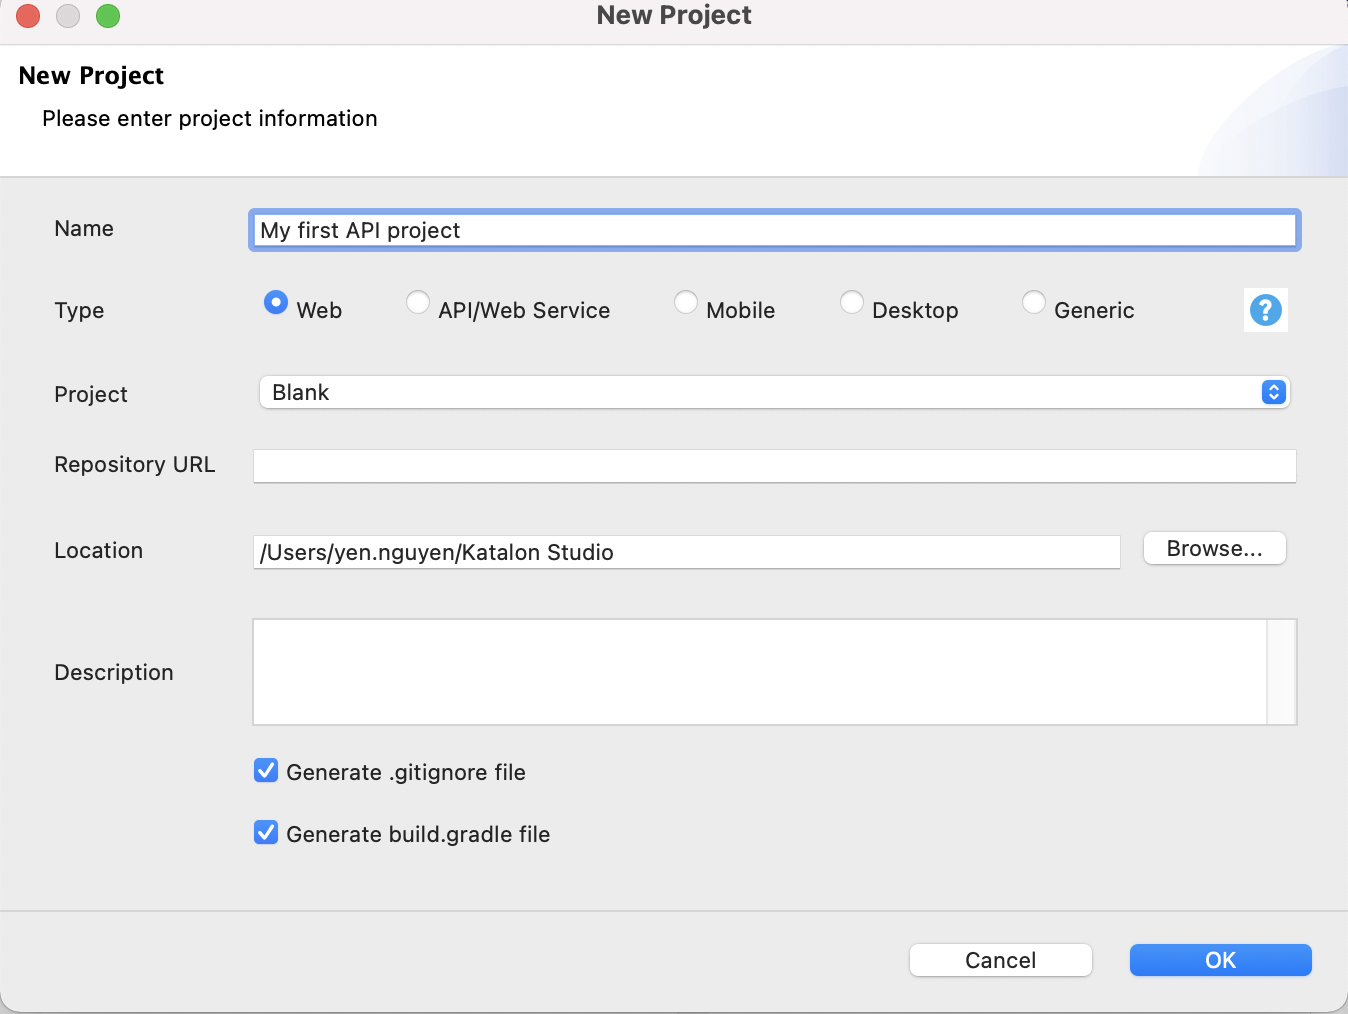 New Project
New Project
Please enter project information
Name
My first API project
Type
Web
API/Web Service
Mobile
Desktop
Generic
?
Project
Blank
Repository URL
Location
/Users/yen.nguyen/Katalon Studio
Browse...
Description
Generate .gitignore file
Generate build.gradle file
Cancel
OK